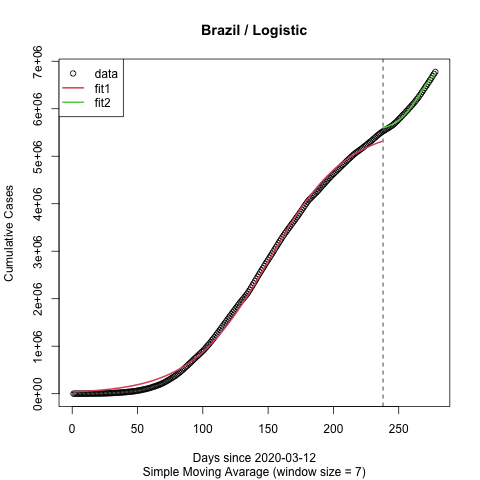 Brazil / Logistic
data
fit1
fit2
Cumulative Cases
7e+06
6e+06
5e+06
4e+06
3e+06
2e+06
1e+06
0e+00
0 50 100 150 200 250
Days since 2020-03-12
Simple Moving Avarage (window size = 7)